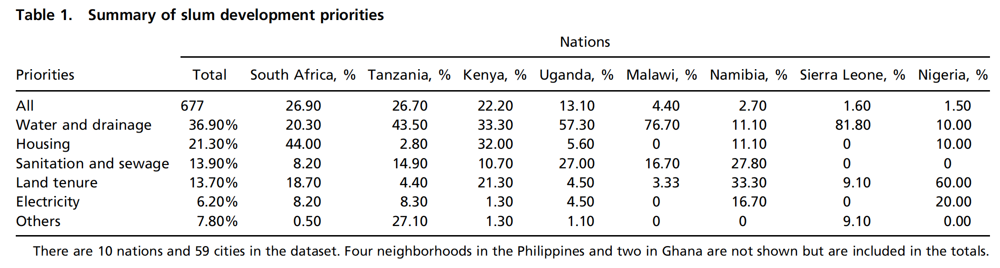 Table 1. Summary of slum development priorities
Nations
Priorities Total South Africa, % Tanzania, % Kenya, % Uganda, % Malawi, % Namibia, % Sierra Leone, % Nigeria, %
All 677 26.90 26.70 22.20 13.10 4.40 2.70 1.60 1.50
Water and drainage 36.90% 20.30 43.50 33.30 57.30 76.70 11.10 81.80 10.00
Housing 21.30% 44.00 2.80 32.00 5.60 0 11.10 0 10.00
Sanitation and sewage 13.90% 8.20 14.90 10.70 27.00 16.70 27.80 0 0
Land tenure 13.70% 18.70 4.40 21.30 4.50 3.33 33.30 9.10 60.00
Electricity 6.20% 8.20 8.30 1.30 4.50 0 16.70 0 20.00
Others 7.80% 0.50 27.10 1.30 1.10 0 0 9.10 0.00
There are 10 nations and 59 cities in the dataset. Four neighborhoods in the Philippines and two in Ghana are not shown but are included in the totals.